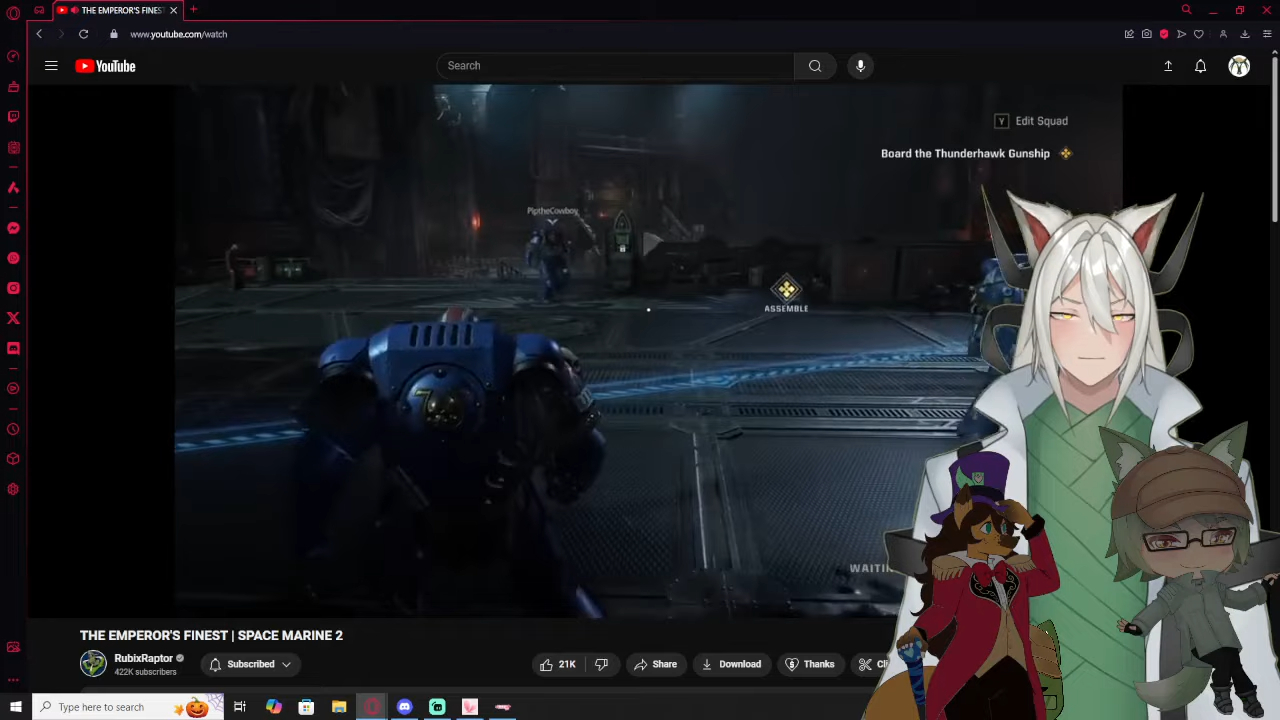 THE EMPEROR'S FINES
www.youtube.com/watch
YouTube
Search
Y Edit Squad
Board the Thunderhawk Gunship
PiptheCowboy
ASSEMBLE
7
THE EMPEROR'S FINEST | SPACE MARINE 2
RubixRaptor
422K subscribers
Subscribed
21K
Share
Download
Thanks
Type here to search